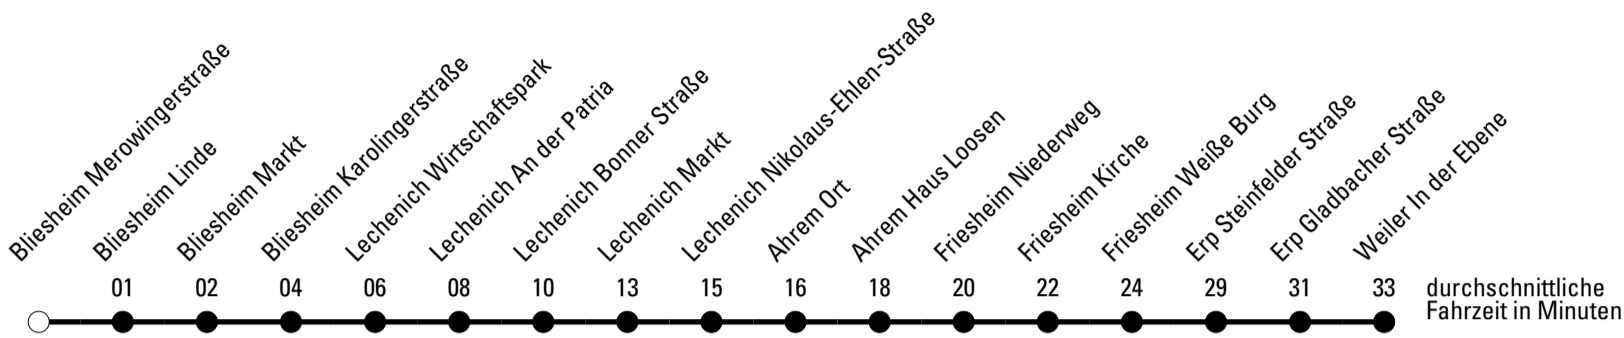 Bliesheim Merowingerstraße
Bliesheim Linde
Bliesheim Markt
Bliesheim Karolingerstraße
Lechenich Wirtschaftspark
Lechenich An der Patria
Lechenich Bonner Straße
Lechenich Markt
Lechenich Nikolaus-Ehlen-Straße
Ahrem Ort
Ahrem Haus Loosen
Friesheim Niederweg
Friesheim Kirche
Friesheim Weiße Burg
Erp Steinfelder Straße
Erp Gladbacher Straße
Weiler In der Ebene
01 02 04 06 08 10 13 15 16 18 20 22 24 29 31 33
durchschnittliche
Fahrzeit in Minuten